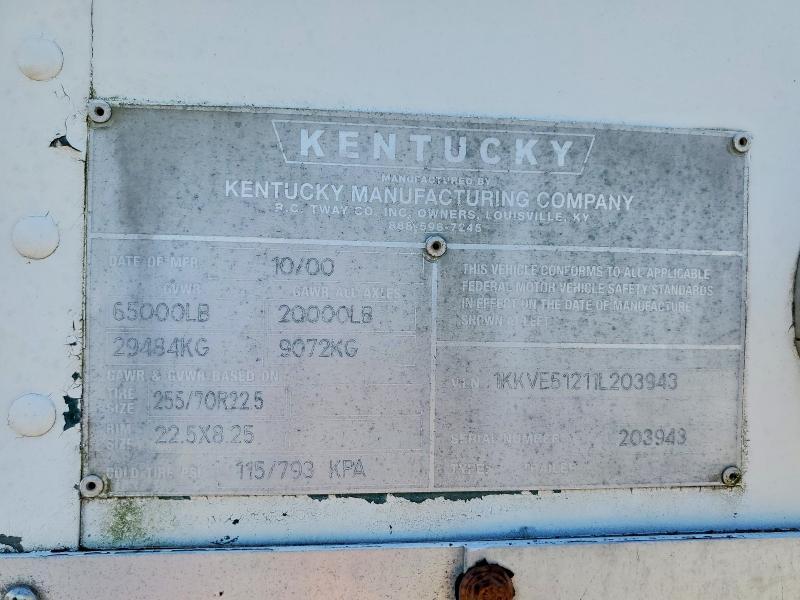 KENTUCKY
MANUFACTURED BY
KENTUCKY MANUFACTURING COMPANY
R.C. TWAY CO. INC. OWNERS, LOUISVILLE, KY
888-598-7245
DATE OF MFR 10/00
GVWR GAWR ALL AXLES
65000LB 20000LB
29484KG 9072KG
GAWR & GVWR BASED ON
TIRE SIZE 255/70R22.5
RIM SIZE 22.5X8.25
COLD TIRE PSI 115/793 KPA
THIS VEHICLE CONFORMS TO ALL APPLICABLE
FEDERAL MOTOR VEHICLE SAFETY STANDARDS
IN EFFECT ON THE DATE OF MANUFACTURE
SHOWN AT LEFT
V.I.N. 1KKVE51211L203943
SERIAL NUMBER 203943
TYPE: TRAILER